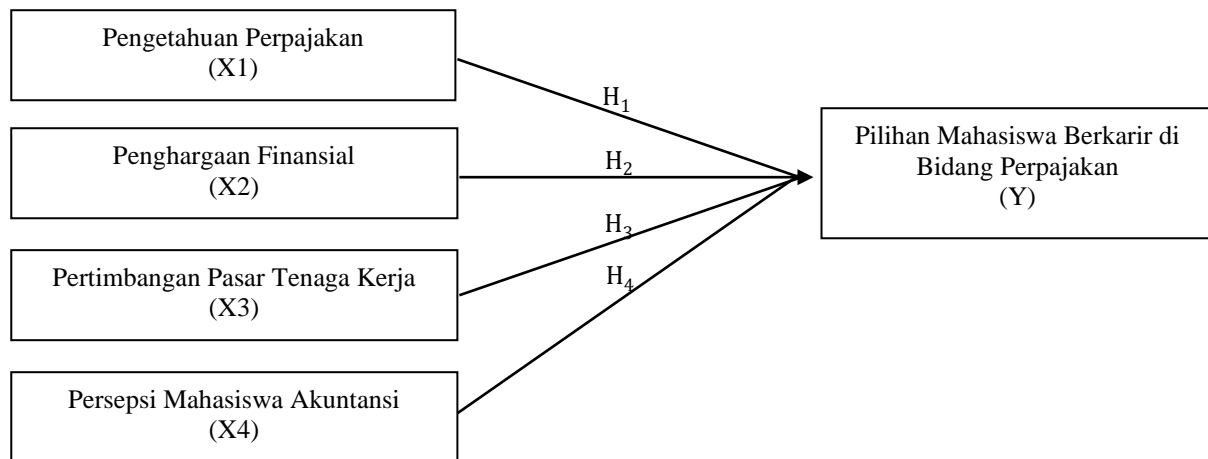 Pengetahuan Perpajakan
(X1)
H₁
Penghargaan Finansial
(X2)
H₂
Pilihan Mahasiswa Berkarir di
Bidang Perpajakan
(Y)
H₃
Pertimbangan Pasar Tenaga Kerja
(X3)
H₄
Persepsi Mahasiswa Akuntansi
(X4)